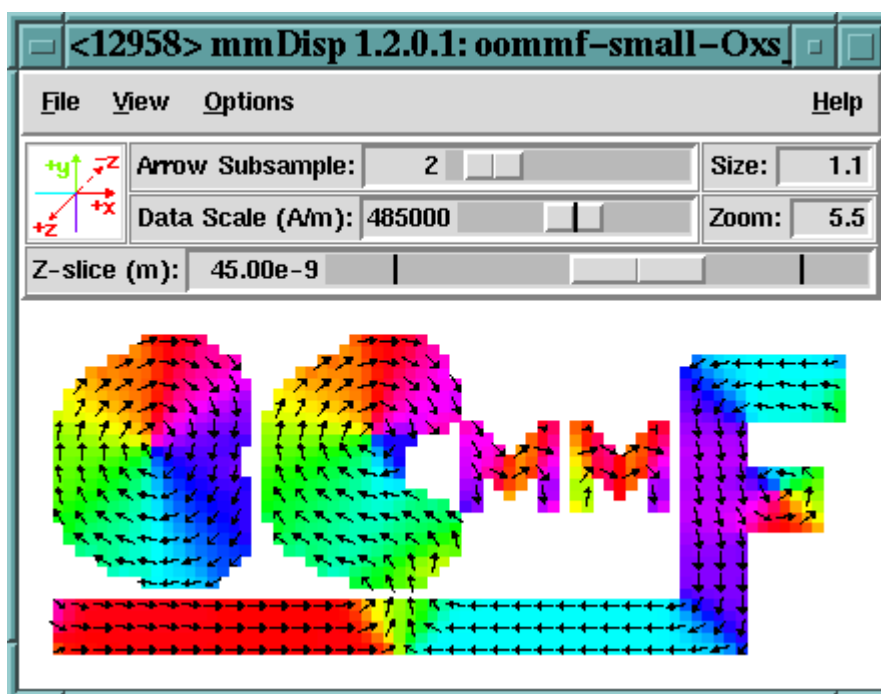 <12958> mmDisp 1.2.0.1: oommf-small-Oxs_
File View Options Help
+y -z +x +z
Arrow Subsample: 2 Size: 1.1
Data Scale (A/m): 485000 Zoom: 5.5
Z-slice (m): 45.00e-9
OOmmF